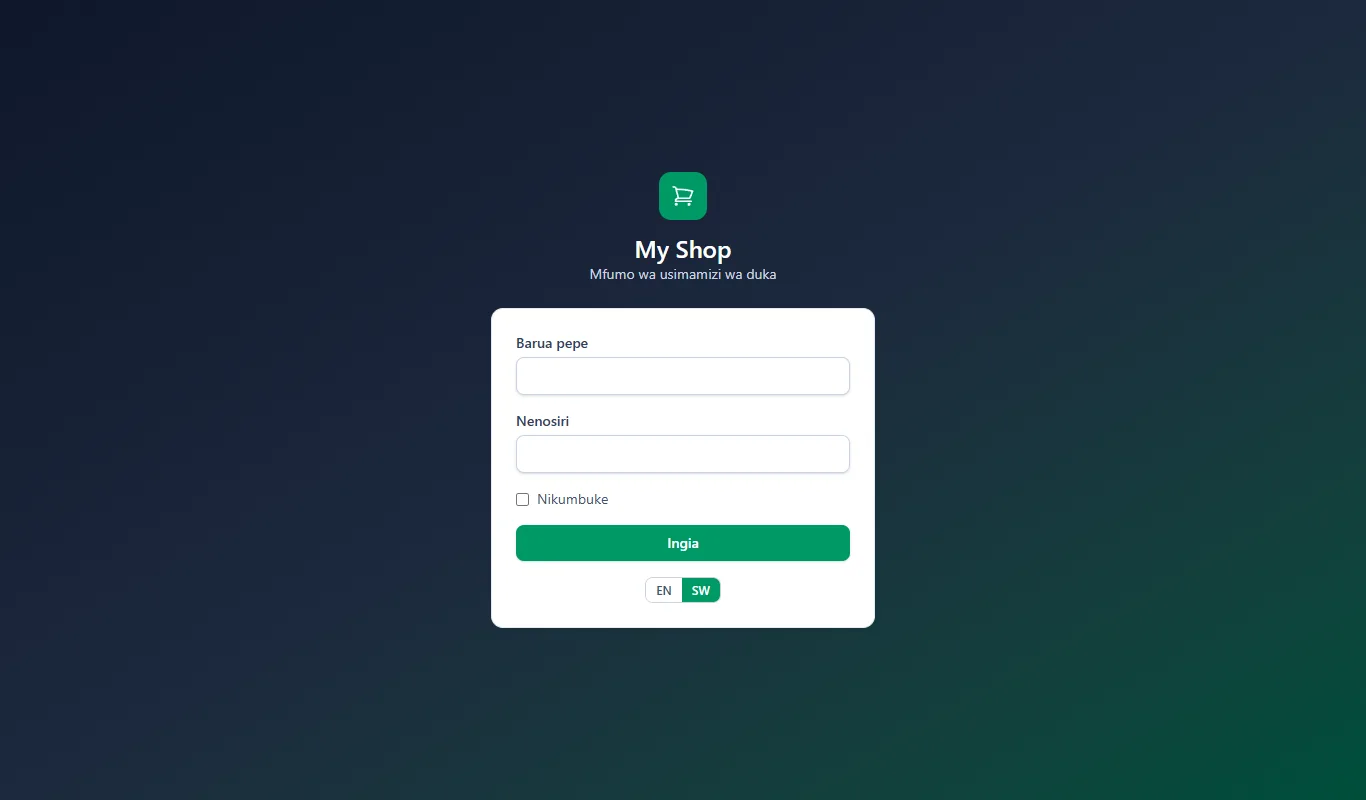 My Shop
Mfumo wa usimamizi wa duka
Barua pepe
Nenosiri
Nikumbuke
Ingia
EN SW